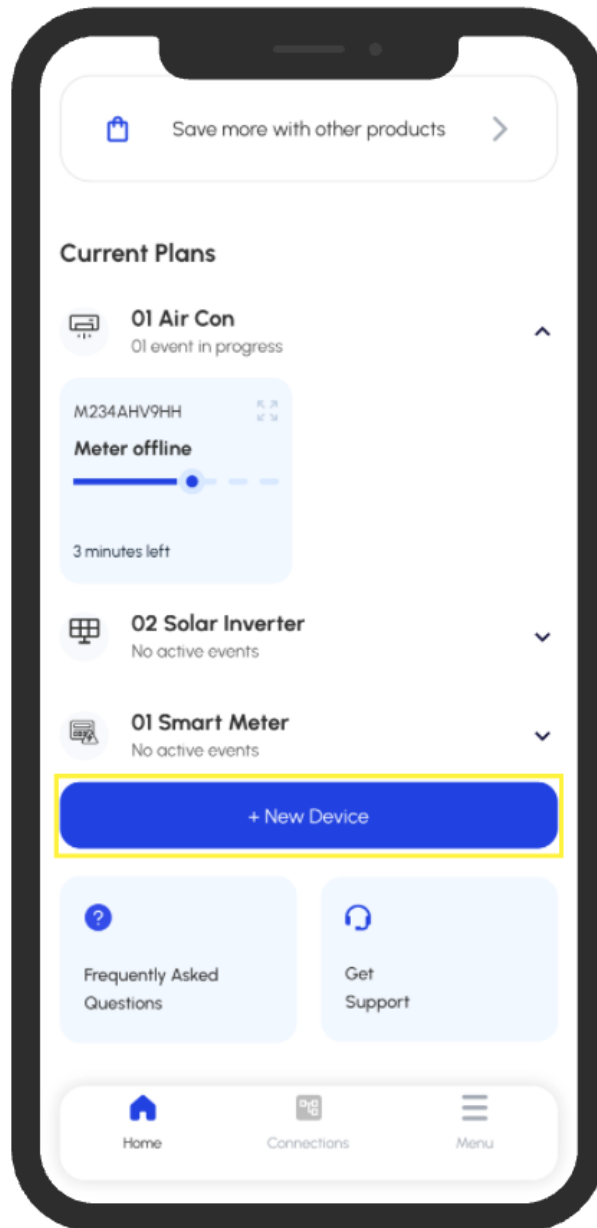 Save more with other products
Current Plans
01 Air Con
01 event in progress
M234AHV9HH
Meter offline
3 minutes left
02 Solar Inverter
No active events
01 Smart Meter
No active events
+ New Device
Frequently Asked
Questions
Get
Support
Home
Connections
Menu